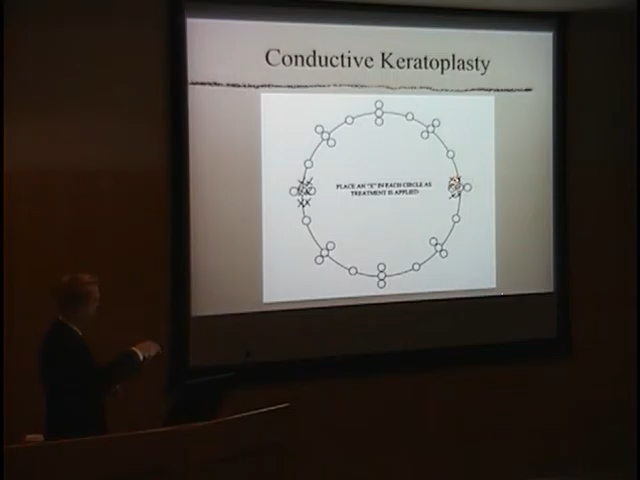 Conductive Keratoplasty
PLACE AN "X" IN EACH CIRCLE AS
TREATMENT IS APPLIED